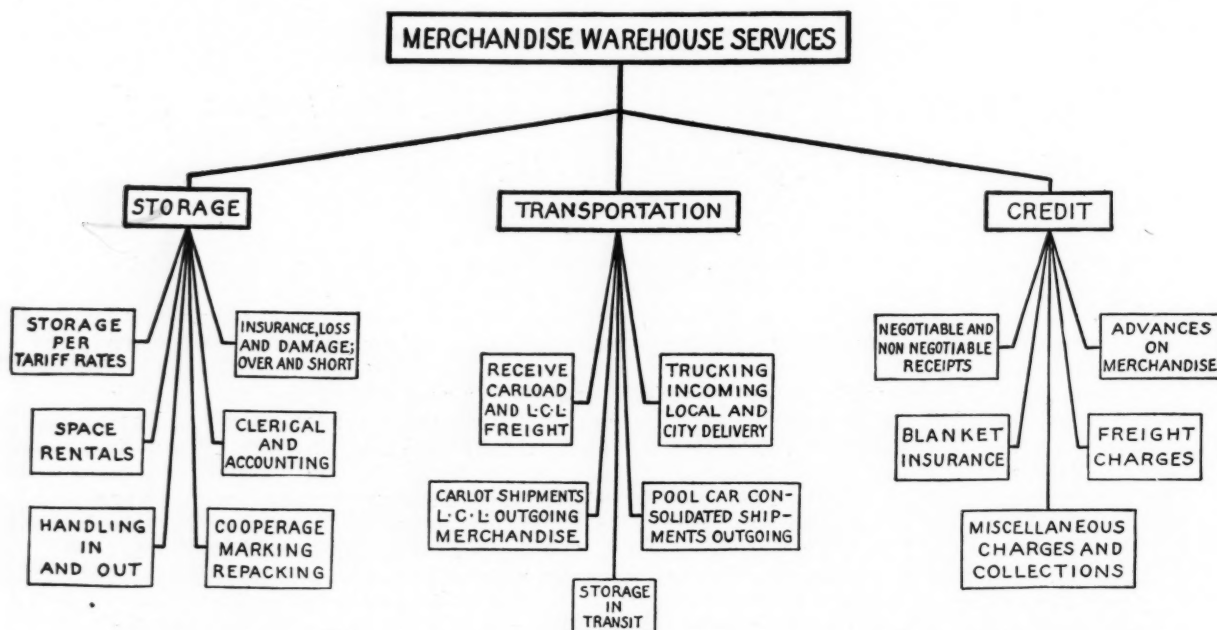 MERCHANDISE WAREHOUSE SERVICES
STORAGE
TRANSPORTATION
CREDIT
STORAGE
PER
TARIFF RATES
INSURANCE, LOSS
AND DAMAGE;
OVER AND SHORT
SPACE
RENTALS
CLERICAL
AND
ACCOUNTING
HANDLING
IN
AND OUT
COOPERAGE
MARKING
REPACKING
RECEIVE
CARLOAD
AND L·C·L·
FREIGHT
TRUCKING
INCOMING
LOCAL AND
CITY DELIVERY
CARLOT SHIPMENTS
L·C·L· OUTGOING
MERCHANDISE
POOL CAR CON-
SOLIDATED SHIP-
MENTS OUTGOING
STORAGE
IN
TRANSIT
NEGOTIABLE AND
NON NEGOTIABLE
RECEIPTS
ADVANCES
ON
MERCHANDISE
BLANKET
INSURANCE
FREIGHT
CHARGES
MISCELLANEOUS
CHARGES AND
COLLECTIONS